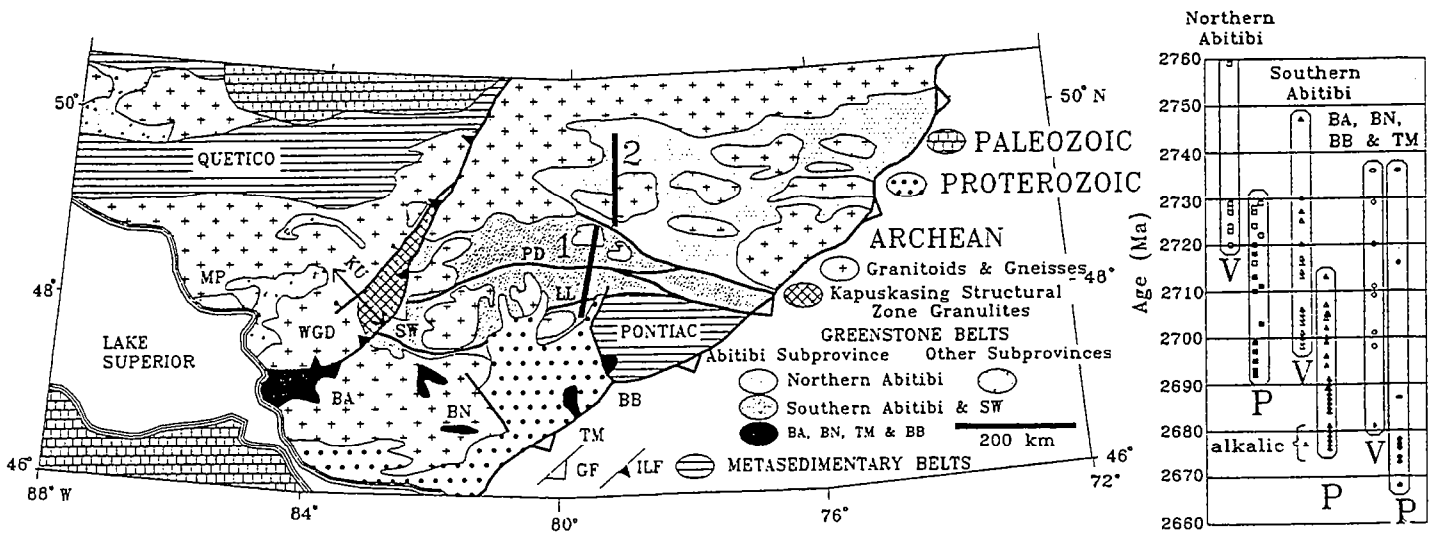 50°
QUETICO
MP
48°
KU
WGD
SW
LAKE
SUPERIOR
BA
BN
46°
88° W
84°
80°
76°
72°
46°
48°
50° N
2
1
PD
LL
PONTIAC
BB
TM
PALEOZOIC
PROTEROZOIC
ARCHEAN
Granitoids & Gneisses
Kapuskasing Structural
Zone Granulites
GREENSTONE BELTS
Abitibi Subprovince Other Subprovinces
Northern Abitibi
Southern Abitibi & SW
BA, BN, TM & BB
200 km
GF ILF METASEDIMENTARY BELTS
Northern
Abitibi
Southern
Abitibi
BA, BN,
BB & TM
Age (Ma)
2760
2750
2740
2730
2720
2710
2700
2690
2680
2670
2660
V
P
V
alkalic
P
V
P